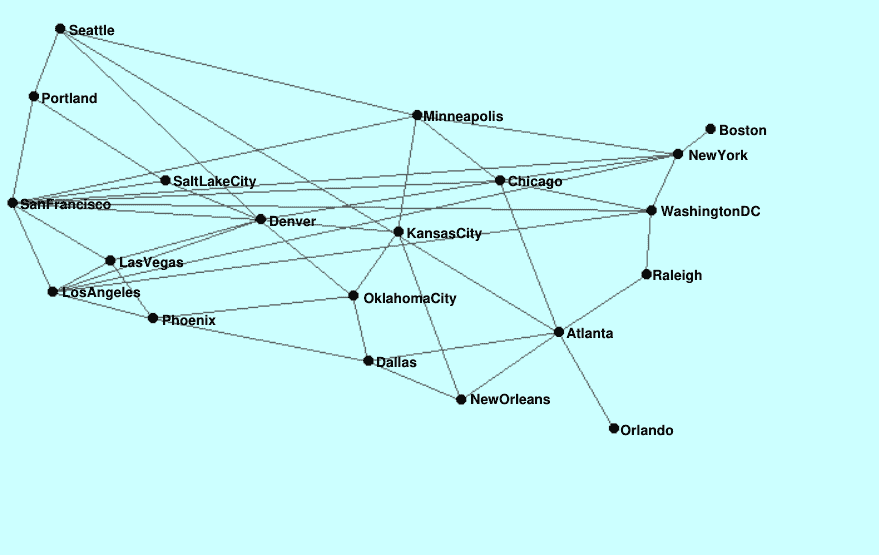 Seattle
Portland
Minneapolis
Boston
NewYork
SaltLakeCity
Chicago
SanFrancisco
WashingtonDC
Denver
KansasCity
LasVegas
Raleigh
LosAngeles
OklahomaCity
Phoenix
Atlanta
Dallas
NewOrleans
Orlando